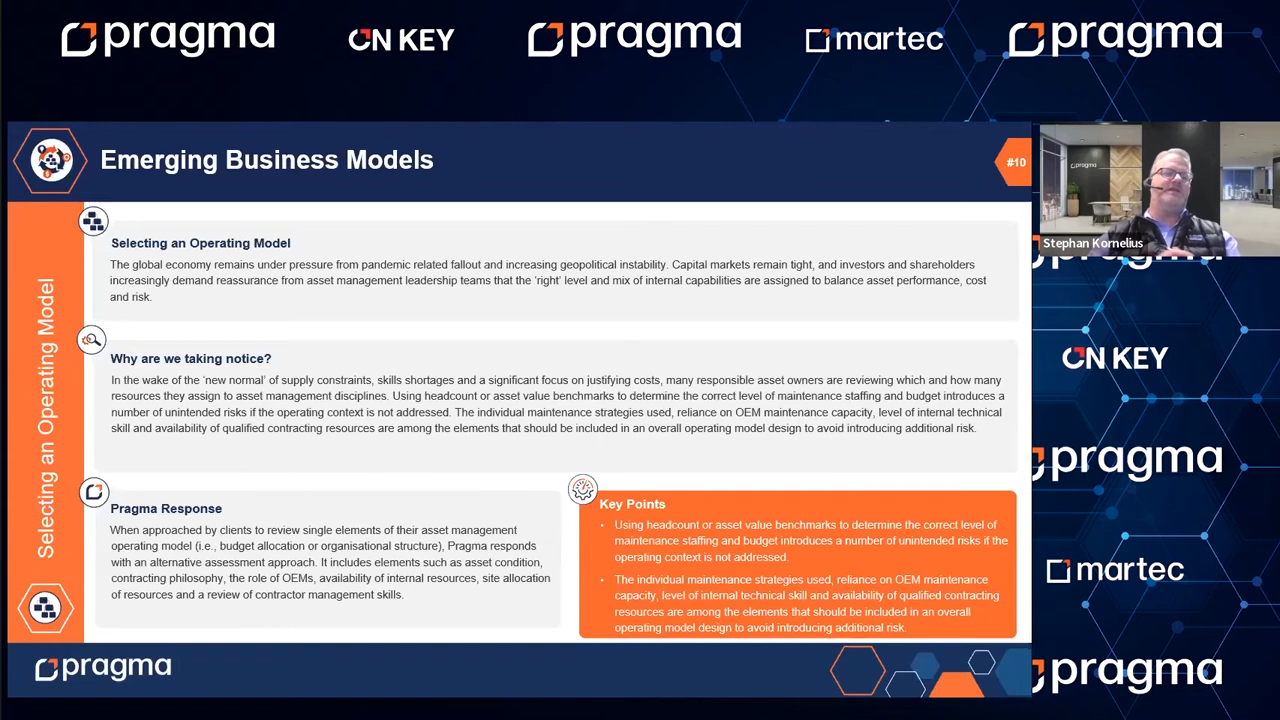 pragma
ON KEY
pragma
martec
pragma
Emerging Business Models
#10
pragma
Stephan Kornelius
Selecting an Operating Model
Selecting an Operating Model
The global economy remains under pressure from pandemic related fallout and increasing geopolitical instability. Capital markets remain tight, and investors and shareholders
increasingly demand reassurance from asset management leadership teams that the ‘right’ level and mix of internal capabilities are assigned to balance asset performance, cost
and risk.
Why are we taking notice?
In the wake of the ‘new normal’ of supply constraints, skills shortages and a significant focus on justifying costs, many responsible asset owners are reviewing which and how many
resources they assign to asset management disciplines. Using headcount or asset value benchmarks to determine the correct level of maintenance staffing and budget introduces a
number of unintended risks if the operating context is not addressed. The individual maintenance strategies used, reliance on OEM maintenance capacity, level of internal technical
skill and availability of qualified contracting resources are among the elements that should be included in an overall operating model design to avoid introducing additional risk.
Pragma Response
When approached by clients to review single elements of their asset management
operating model (i.e., budget allocation or organisational structure), Pragma responds
with an alternative assessment approach. It includes elements such as asset condition,
contracting philosophy, the role of OEMs, availability of internal resources, site allocation
of resources and a review of contractor management skills.
Key Points
• Using headcount or asset value benchmarks to determine the correct level of
maintenance staffing and budget introduces a number of unintended risks if the
operating context is not addressed.
• The individual maintenance strategies used, reliance on OEM maintenance
capacity, level of internal technical skill and availability of qualified contracting
resources are among the elements that should be included in an overall
operating model design to avoid introducing additional risk.
pragma
ON KEY
pragma
martec
pragma